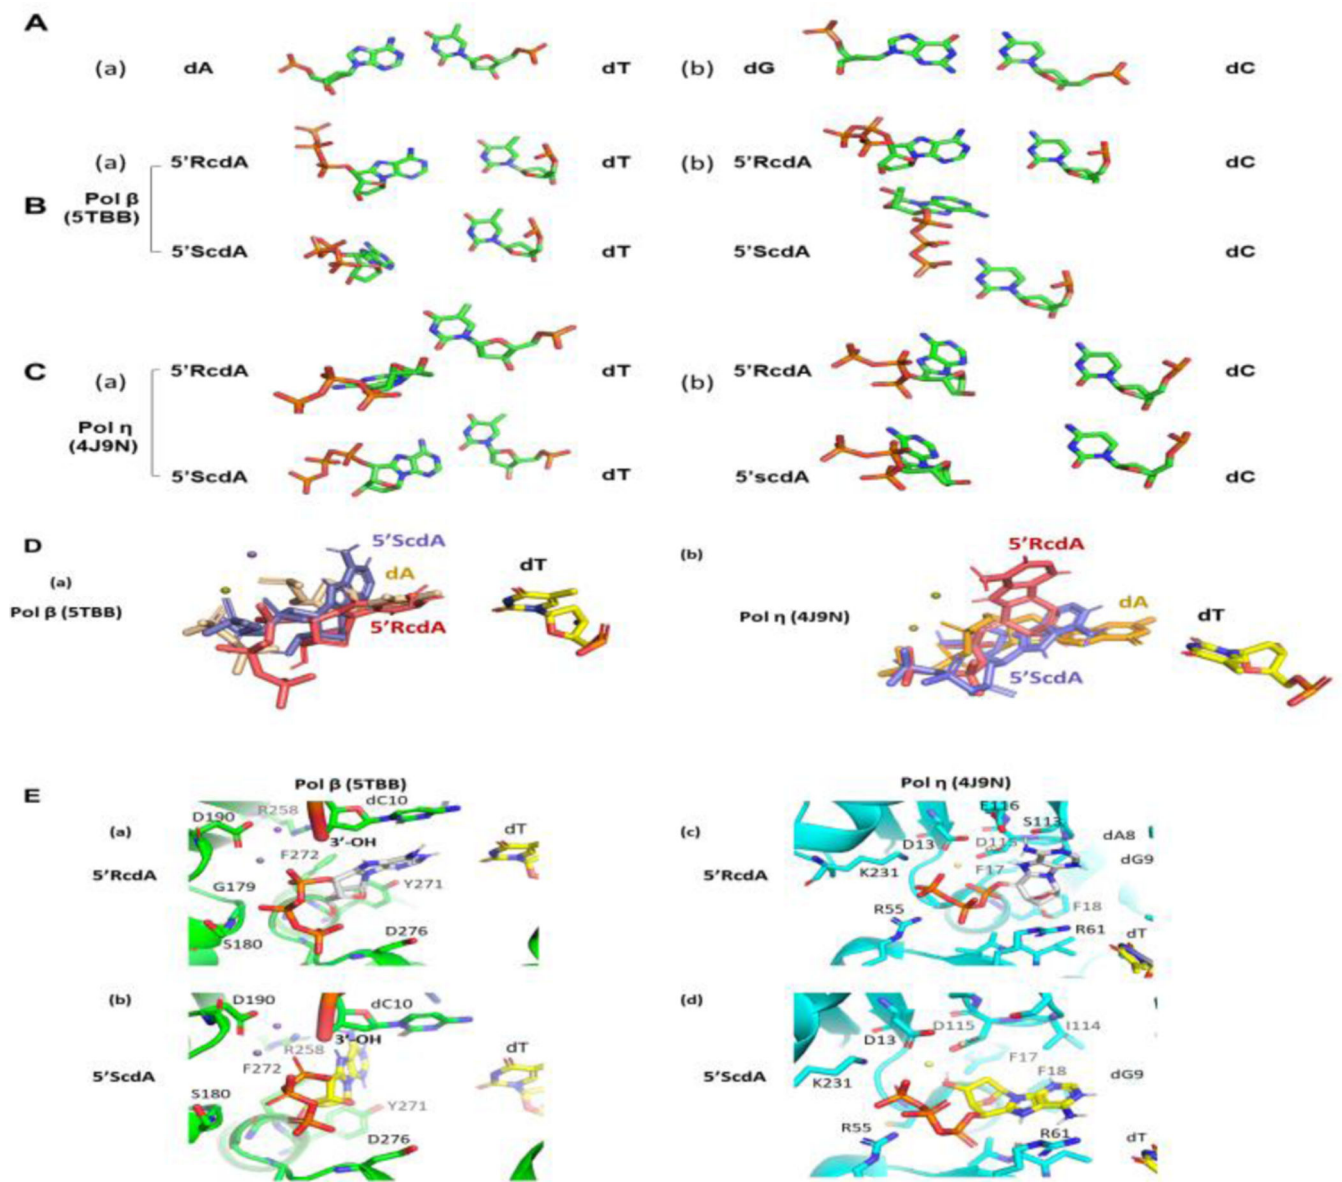 A
(a) dA dT (b) dG dC
(a) 5'RcdA dT (b) 5'RcdA dC
B Pol β
(5TBB)
5'ScdA dT 5'ScdA dC
C (a) 5'RcdA dT (b) 5'RcdA dC
Pol η
(4J9N)
5'ScdA dT 5'scdA dC
D
(a)
Pol β (5TBB)
5'ScdA
dA
5'RcdA
dT
(b)
Pol η (4J9N)
5'RcdA
dA
5'ScdA
dT
E
Pol β (5TBB)
(a)
5'RcdA
D190 R258 dC10
3'-OH dT
F272
G179 Y271
S180 D276
(b)
5'ScdA
D190 dC10
3'-OH dT
R258
F272
S180 Y271
D276
Pol η (4J9N)
(c)
5'RcdA
E116 S113
D13 D115 dA8
K231 F17 dG9
R55 F18
R61 dT
(d)
5'ScdA
D13 D115 I114
F17
K231 F18 dG9
R55 R61 dT